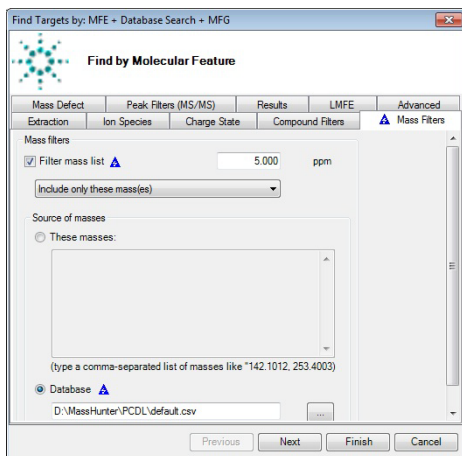 Find Targets by: MFE + Database Search + MFG
Find by Molecular Feature
Mass Defect Peak Filters (MS/MS) Results LMFE Advanced
Extraction Ion Species Charge State Compound Filters Mass Filters
Mass filters
Filter mass list 5.000 ppm
Include only these mass(es)
Source of masses
These masses:
(type a comma-separated list of masses like "142.1012, 253.4003)
Database
D:\MassHunter\PCDL\default.csv ...
Previous Next Finish Cancel